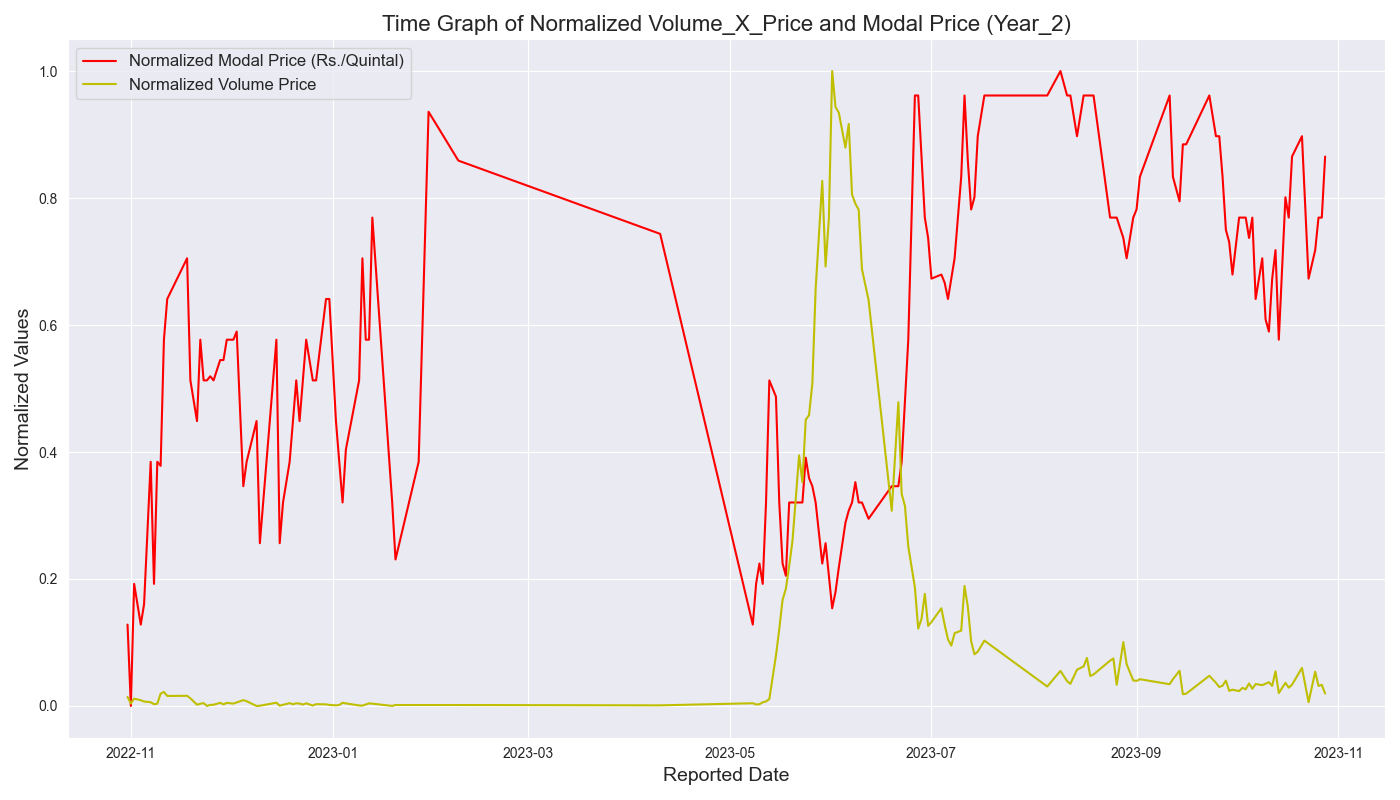 Time Graph of Normalized Volume_X_Price and Modal Price (Year_2)
Normalized Modal Price (Rs./Quintal)
Normalized Volume Price
Normalized Values
1.0
0.8
0.6
0.4
0.2
0.0
2022-11
2023-01
2023-03
2023-05
2023-07
2023-09
2023-11
Reported Date